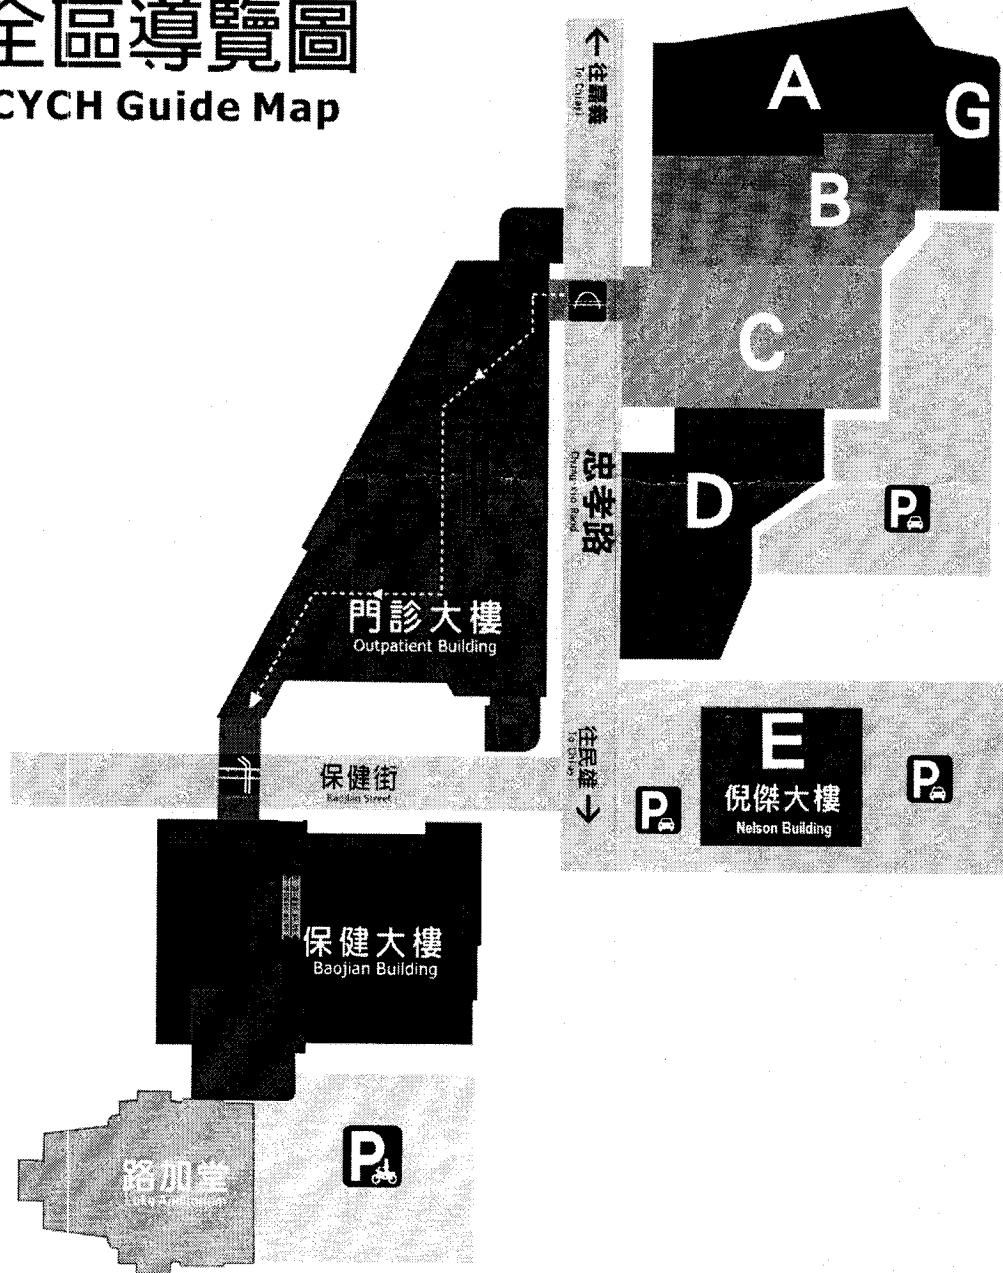 全區導覽圖
CYCH Guide Map
←往嘉義
To Chiayi
A
G
B
C
忠孝路
D
P
門診大樓
Outpatient Building
往民雄→
E
倪傑大樓
Nelson Building
P
P
保健街
Baojian Street
保健大樓
Baojian Building
路加堂
P